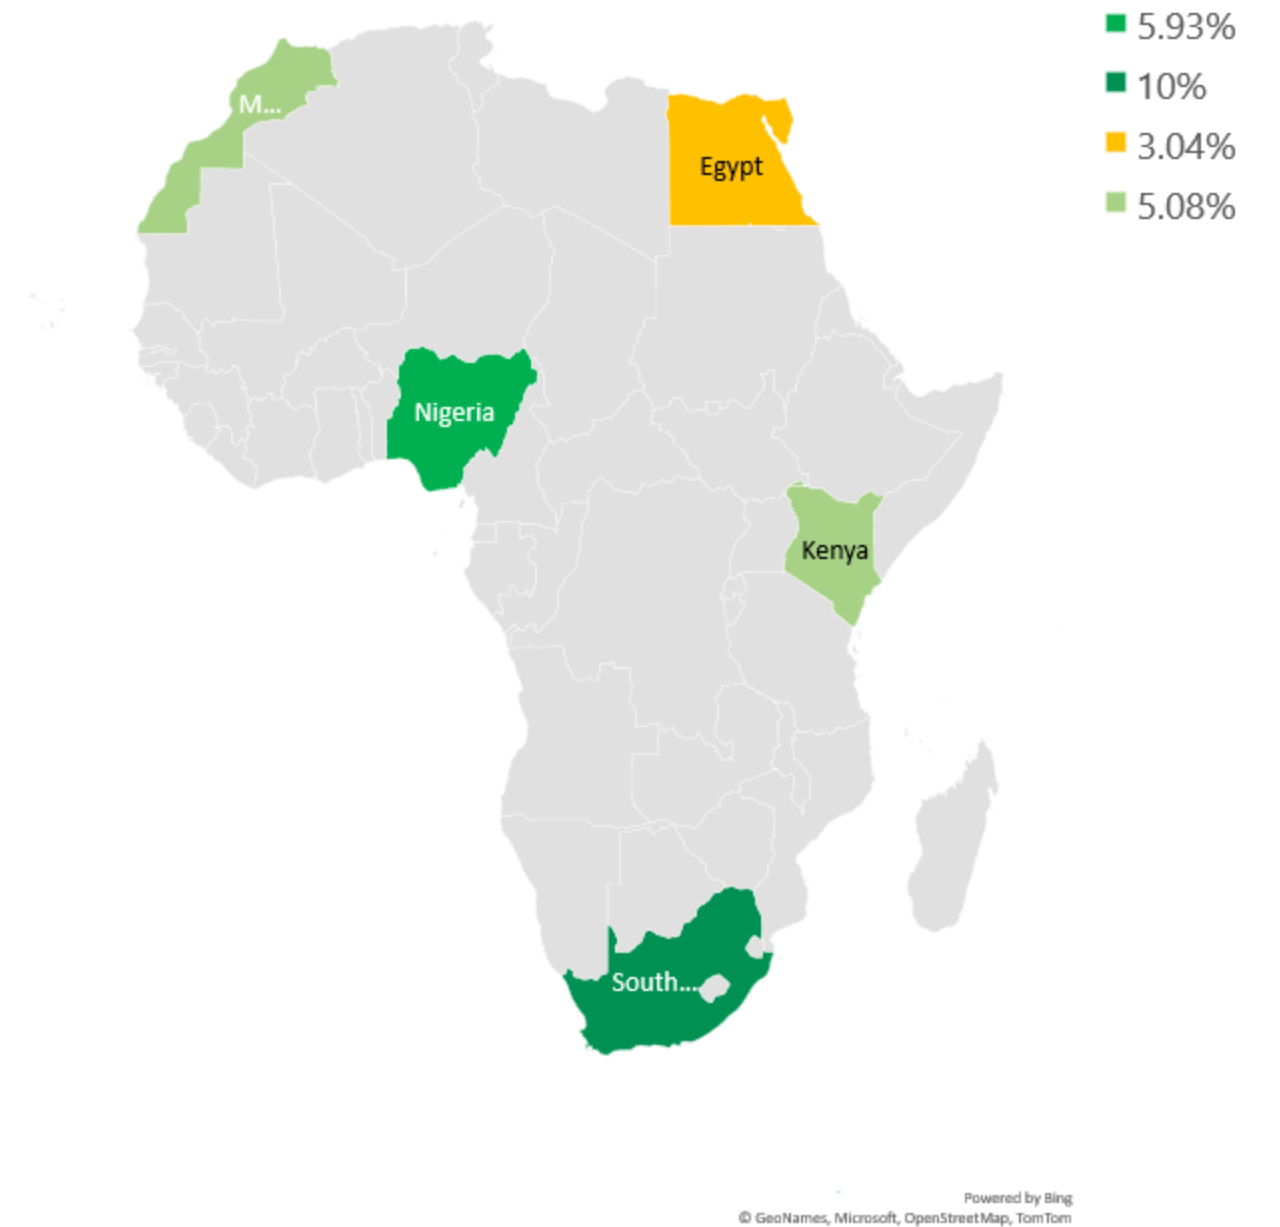 5.93%
10%
3.04%
5.08%
M...
Egypt
Nigeria
Kenya
South...
Powered by Bing
© GeoNames, Microsoft, OpenStreetMap, TomTom